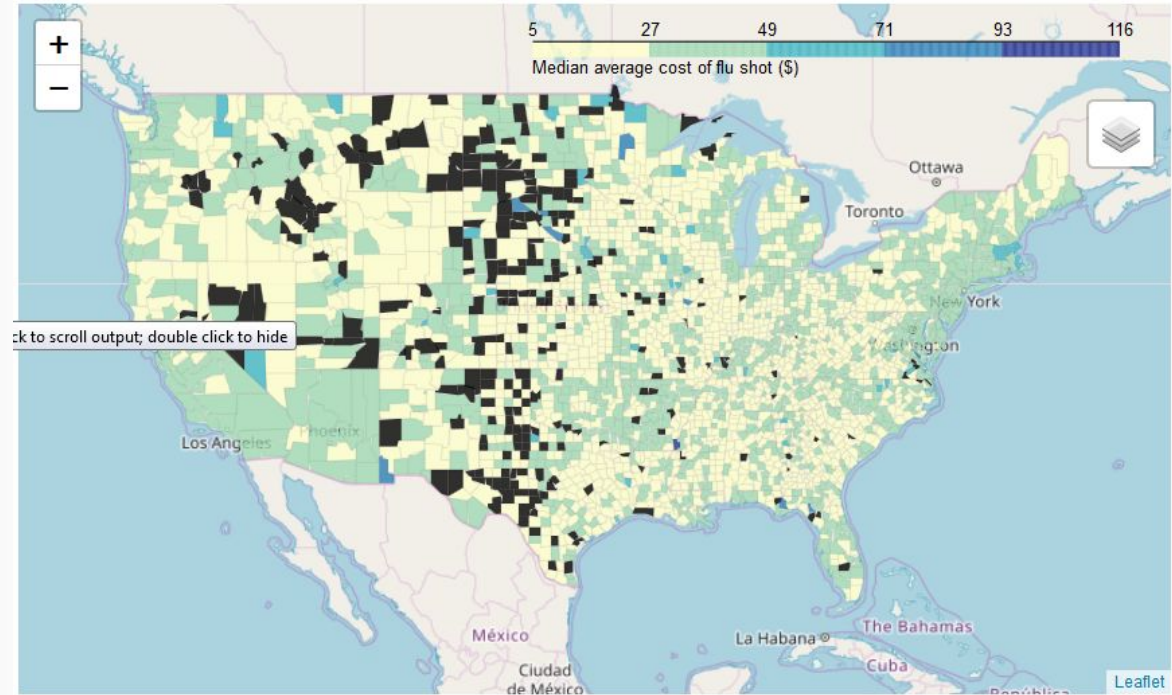 +
−
5 27 49 71 93 116
Median average cost of flu shot ($)
Ottawa
Toronto
New York
Washington
ck to scroll output; double click to hide
Los Angeles
Phoenix
México
La Habana
The Bahamas
Cuba
Ciudad
de México
República
Leaflet